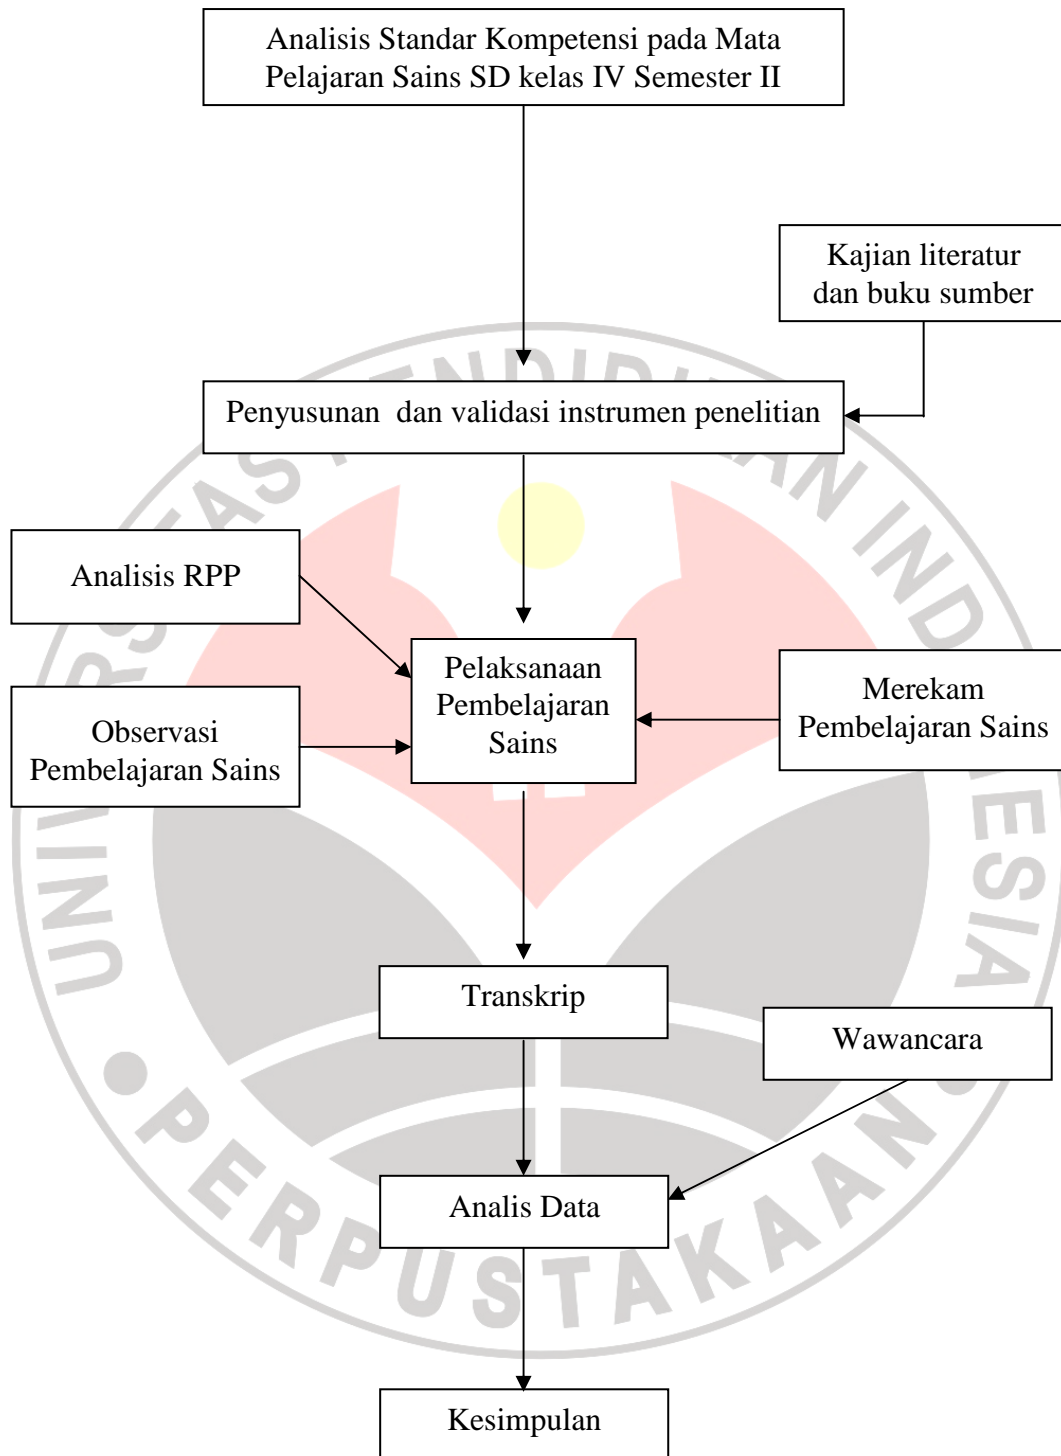 Analisis Standar Kompetensi pada Mata
Pelajaran Sains SD kelas IV Semester II
Kajian literatur
dan buku sumber
Penyusunan dan validasi instrumen penelitian
Analisis RPP
Pelaksanaan
Pembelajaran
Sains
Merekam
Pembelajaran Sains
Observasi
Pembelajaran Sains
Transkrip
Wawancara
Analis Data
Kesimpulan
UNIVERSITAS PENDIDIKAN INDONESIA
PERPUSTAKAAN